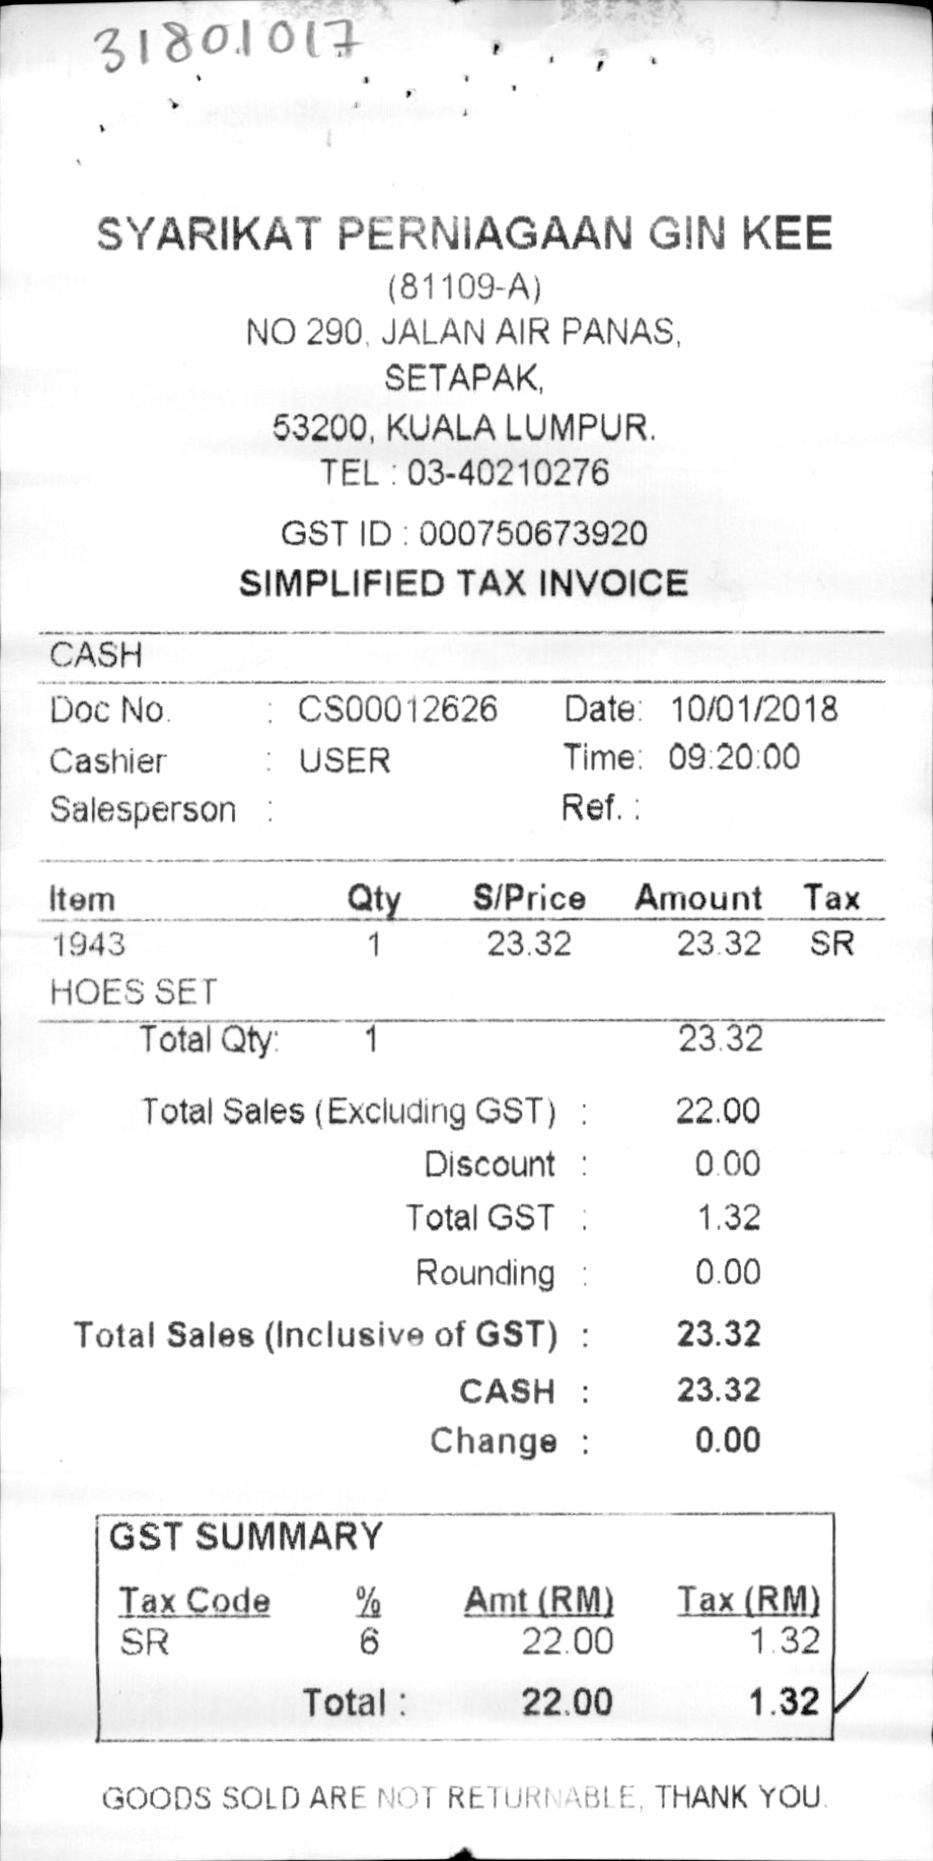 31801017
SYARIKAT PERNIAGAAN GIN KEE
(81109-A)
NO 290, JALAN AIR PANAS,
SETAPAK,
53200, KUALA LUMPUR.
TEL : 03-40210276
GST ID : 000750673920
SIMPLIFIED TAX INVOICE
CASH
Doc No. : CS00012626 Date: 10/01/2018
Cashier : USER Time: 09:20:00
Salesperson : Ref. :
Item Qty S/Price Amount Tax
1943 1 23.32 23.32 SR
HOES SET
Total Qty: 1 23.32
Total Sales (Excluding GST) : 22.00
Discount : 0.00
Total GST : 1.32
Rounding : 0.00
Total Sales (Inclusive of GST) : 23.32
CASH : 23.32
Change : 0.00
GST SUMMARY
Tax Code % Amt (RM) Tax (RM)
SR 6 22.00 1.32
Total : 22.00 1.32
GOODS SOLD ARE NOT RETURNABLE, THANK YOU.